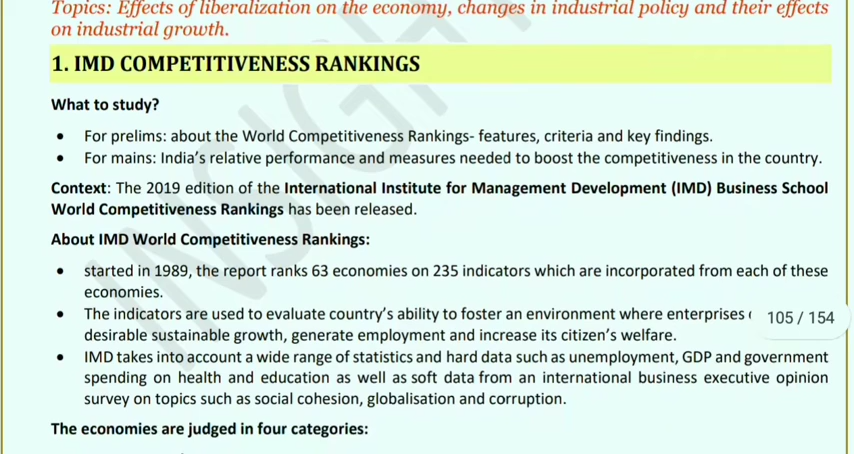 Topics: Effects of liberalization on the economy, changes in industrial policy and their effects
on industrial growth.
1. IMD COMPETITIVENESS RANKINGS
What to study?
• For prelims: about the World Competitiveness Rankings- features, criteria and key findings.
• For mains: India's relative performance and measures needed to boost the competitiveness in the country.
Context: The 2019 edition of the International Institute for Management Development (IMD) Business School
World Competitiveness Rankings has been released.
About IMD World Competitiveness Rankings:
• started in 1989, the report ranks 63 economies on 235 indicators which are incorporated from each of these
economies.
• The indicators are used to evaluate country's ability to foster an environment where enterprises
105 / 154
desirable sustainable growth, generate employment and increase its citizen's welfare.
• IMD takes into account a wide range of statistics and hard data such as unemployment, GDP and government
spending on health and education as well as soft data from an international business executive opinion
survey on topics such as social cohesion, globalisation and corruption.
The economies are judged in four categories: